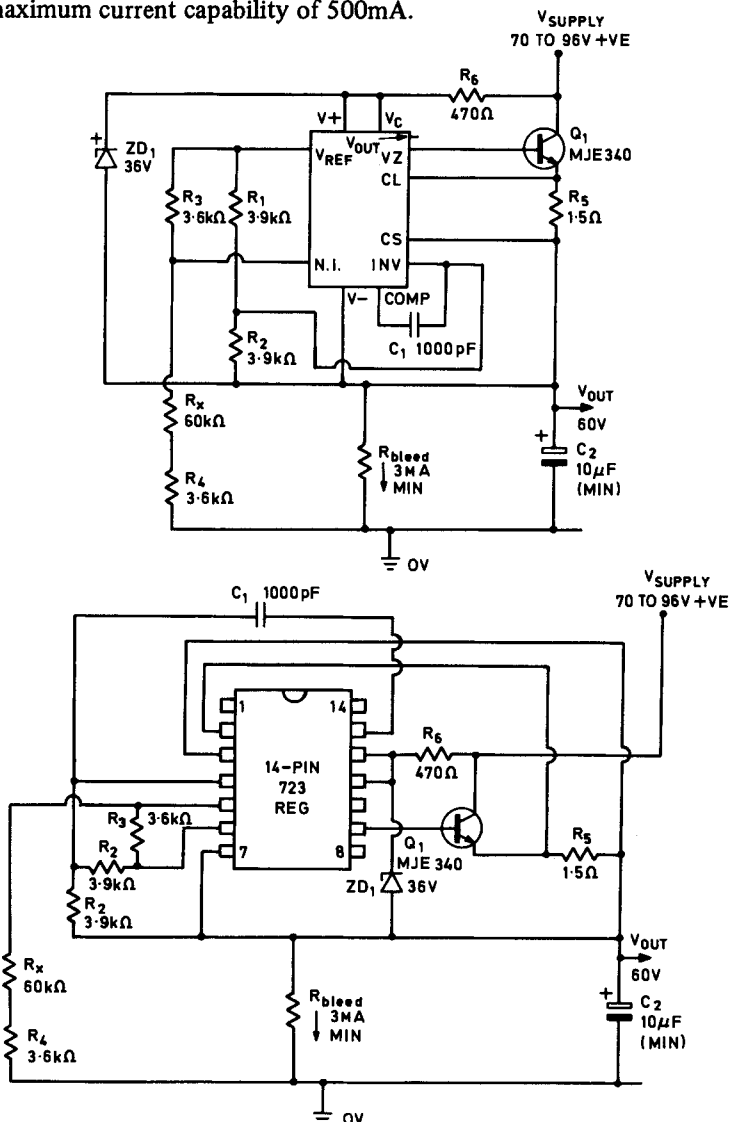 maximum current capability of 500mA.
VSUPPLY
70 TO 96V +VE
R6
470Ω
V+
VC
VOUT
VREF
VZ
CL
CS
N.I.
INV
V-
COMP
+
ZD1
36V
R3
3·6kΩ
R1
3·9kΩ
Q1
MJE340
R5
1·5Ω
R2
3·9kΩ
C1 1000pF
Rx
60kΩ
R4
3·6kΩ
Rbleed
3MA
MIN
VOUT
60V
+
C2
10μF
(MIN)
0V
C1 1000pF
VSUPPLY
70 TO 96V +VE
1
14
14-PIN
723
REG
7
8
R6
470Ω
R3
3·6kΩ
R2
3·9kΩ
R2
3·9kΩ
Q1
MJE 340
ZD1
36V
R5
1·5Ω
Rx
60kΩ
R4
3·6kΩ
Rbleed
3MA
MIN
VOUT
60V
+
C2
10μF
(MIN)
0V